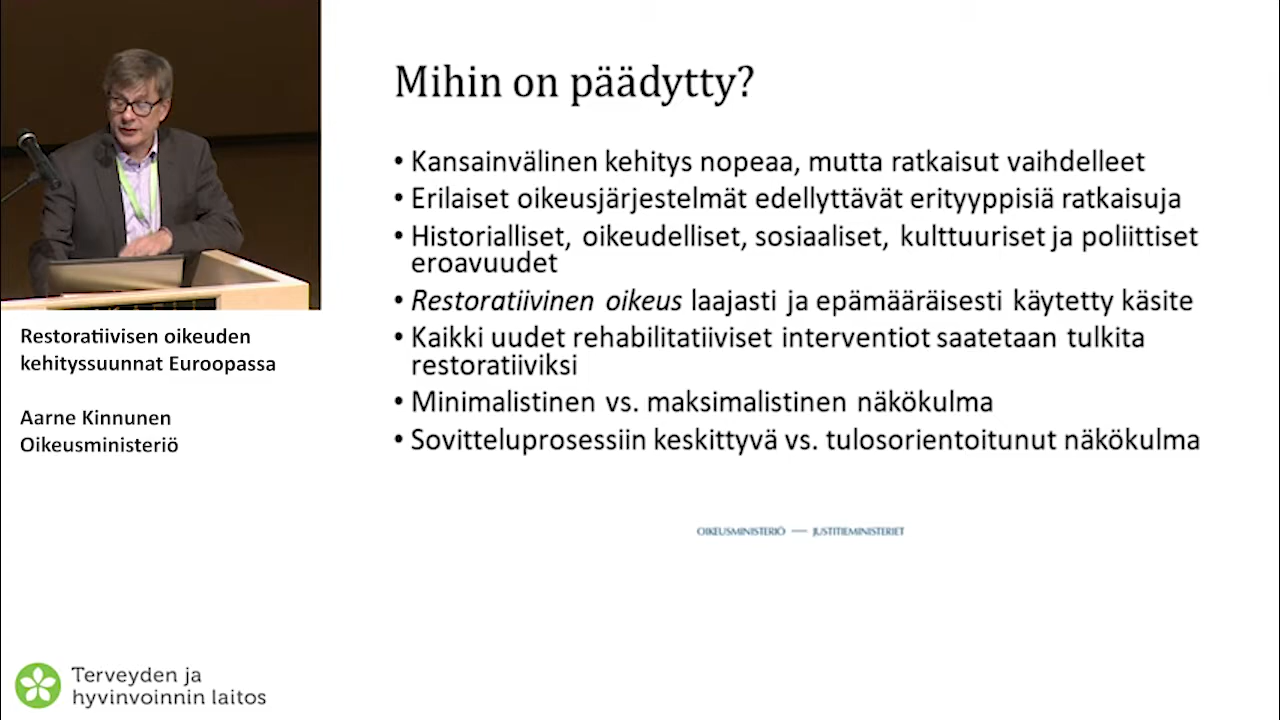 Mihin on päädytty?
• Kansainvälinen kehitys nopeaa, mutta ratkaisut vaihdelleet
• Erilaiset oikeusjärjestelmät edellyttävät erityyppisiä ratkaisuja
• Historialliset, oikeudelliset, sosiaaliset, kulttuuriset ja poliittiset
eroavuudet
• Restoratiivinen oikeus laajasti ja epämääräisesti käytetty käsite
• Kaikki uudet rehabilitatiiviset interventiot saatetaan tulkita
restoratiiviksi
• Minimalistinen vs. maksimalistinen näkökulma
• Sovitteluprosessiin keskittyvä vs. tulosorientoitunut näkökulma
OIKEUSMINISTERIÖ — JUSTITIEMINISTERIET
Restoratiivisen oikeuden
kehityssuunnat Euroopassa
Aarne Kinnunen
Oikeusministeriö
Terveyden ja
hyvinvoinnin laitos